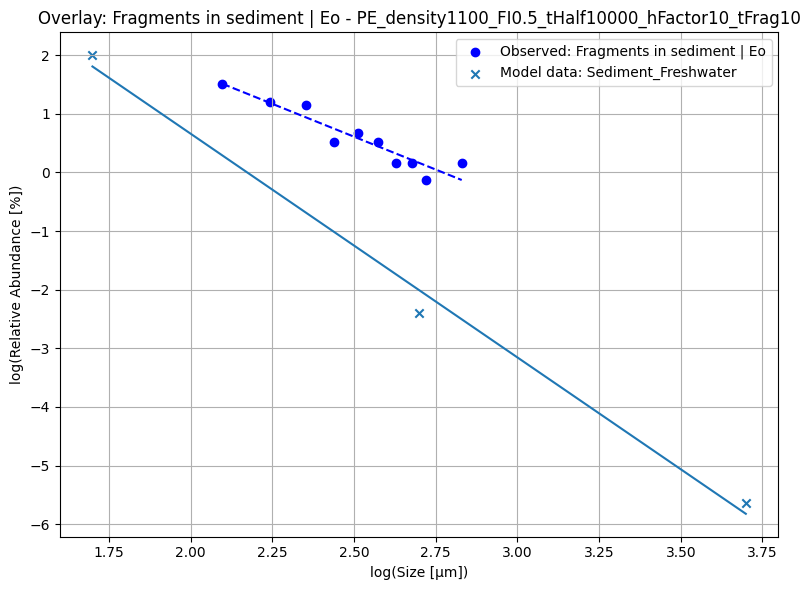 Overlay: Fragments in sediment | Eo - PE_density1100_FI0.5_tHalf10000_hFactor10_tFrag10
Observed: Fragments in sediment | Eo
Model data: Sediment_Freshwater
log(Relative Abundance [%])
2
1
0
−1
−2
−3
−4
−5
−6
1.75 2.00 2.25 2.50 2.75 3.00 3.25 3.50 3.75
log(Size [μm])